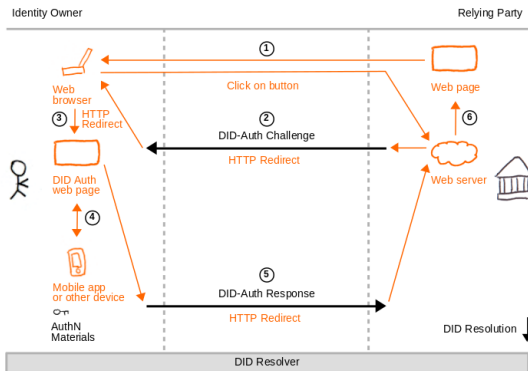 Identity Owner
Relying Party
①
Click on button
Web
browser
Web page
③
HTTP
Redirect
②
DID-Auth Challenge
HTTP Redirect
⑥
DID Auth
web page
Web server
④
Mobile app
or other device
AuthN
Materials
⑤
DID-Auth Response
HTTP Redirect
DID Resolution
DID Resolver